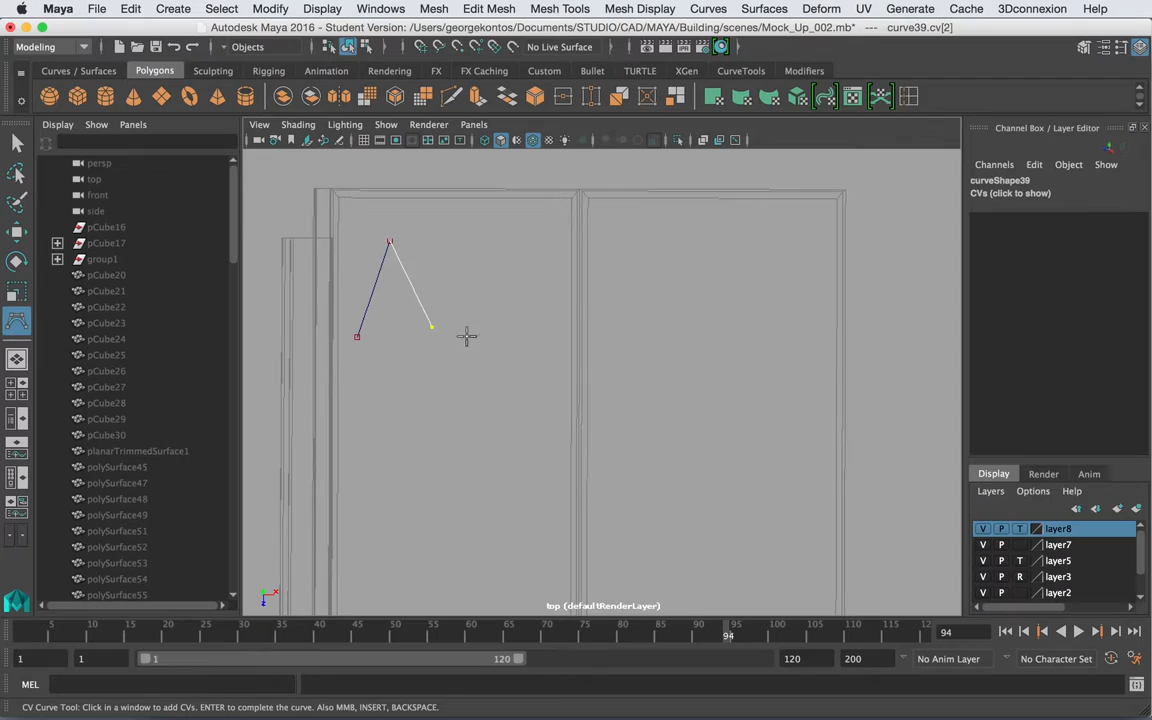 Maya File Edit Create Select Modify Display Windows Mesh Edit Mesh Mesh Tools Mesh Display Curves Surfaces Deform UV Generate Cache 3Dconnexion Help
Autodesk Maya 2016 - Student Version: /Users/georgekontos/Documents/STUDIO/CAD/MAYA/Building/scenes/Mock_Up_002.mb* --- curve39.cv[2]
Modeling Objects No Live Surface
Curves / Surfaces Polygons Sculpting Rigging Animation Rendering FX FX Caching Custom Bullet TURTLE XGen CurveTools Modifiers
Display Show Panels View Shading Lighting Show Renderer Panels Channel Box / Layer Editor
Channels Edit Object Show
curveShape39
CVs (click to show)
persp
top
front
side
pCube16
pCube17
group1
pCube20
pCube21
pCube22
pCube23
pCube24
pCube25
pCube26
pCube27
pCube28
pCube29
pCube30
planarTrimmedSurface1
polySurface45
polySurface47
polySurface48
polySurface49
polySurface51
polySurface52
polySurface53
polySurface54
polySurface55
Display Render Anim
Layers Options Help
V P T layer8
V P layer7
V P T layer5
V P R layer3
V P layer2
x
z
top (defaultRenderLayer)
5 10 15 20 25 30 35 40 45 50 55 60 65 70 75 80 85 90 95 100 105 110 115 12
94 94
1 1 1 120 120 200 No Anim Layer No Character Set
MEL
CV Curve Tool: Click in a window to add CVs. ENTER to complete the curve. Also MMB, INSERT, BACKSPACE.